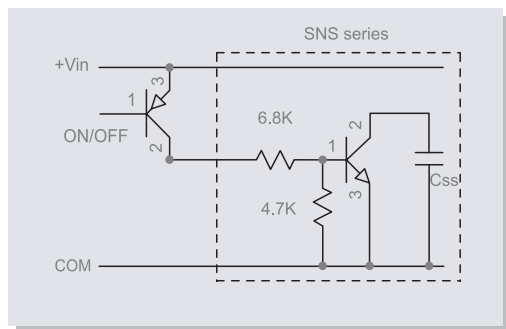 SNS series
+Vin
3
1
6.8K
2
ON/OFF
1
2
4.7K
3
Css
COM